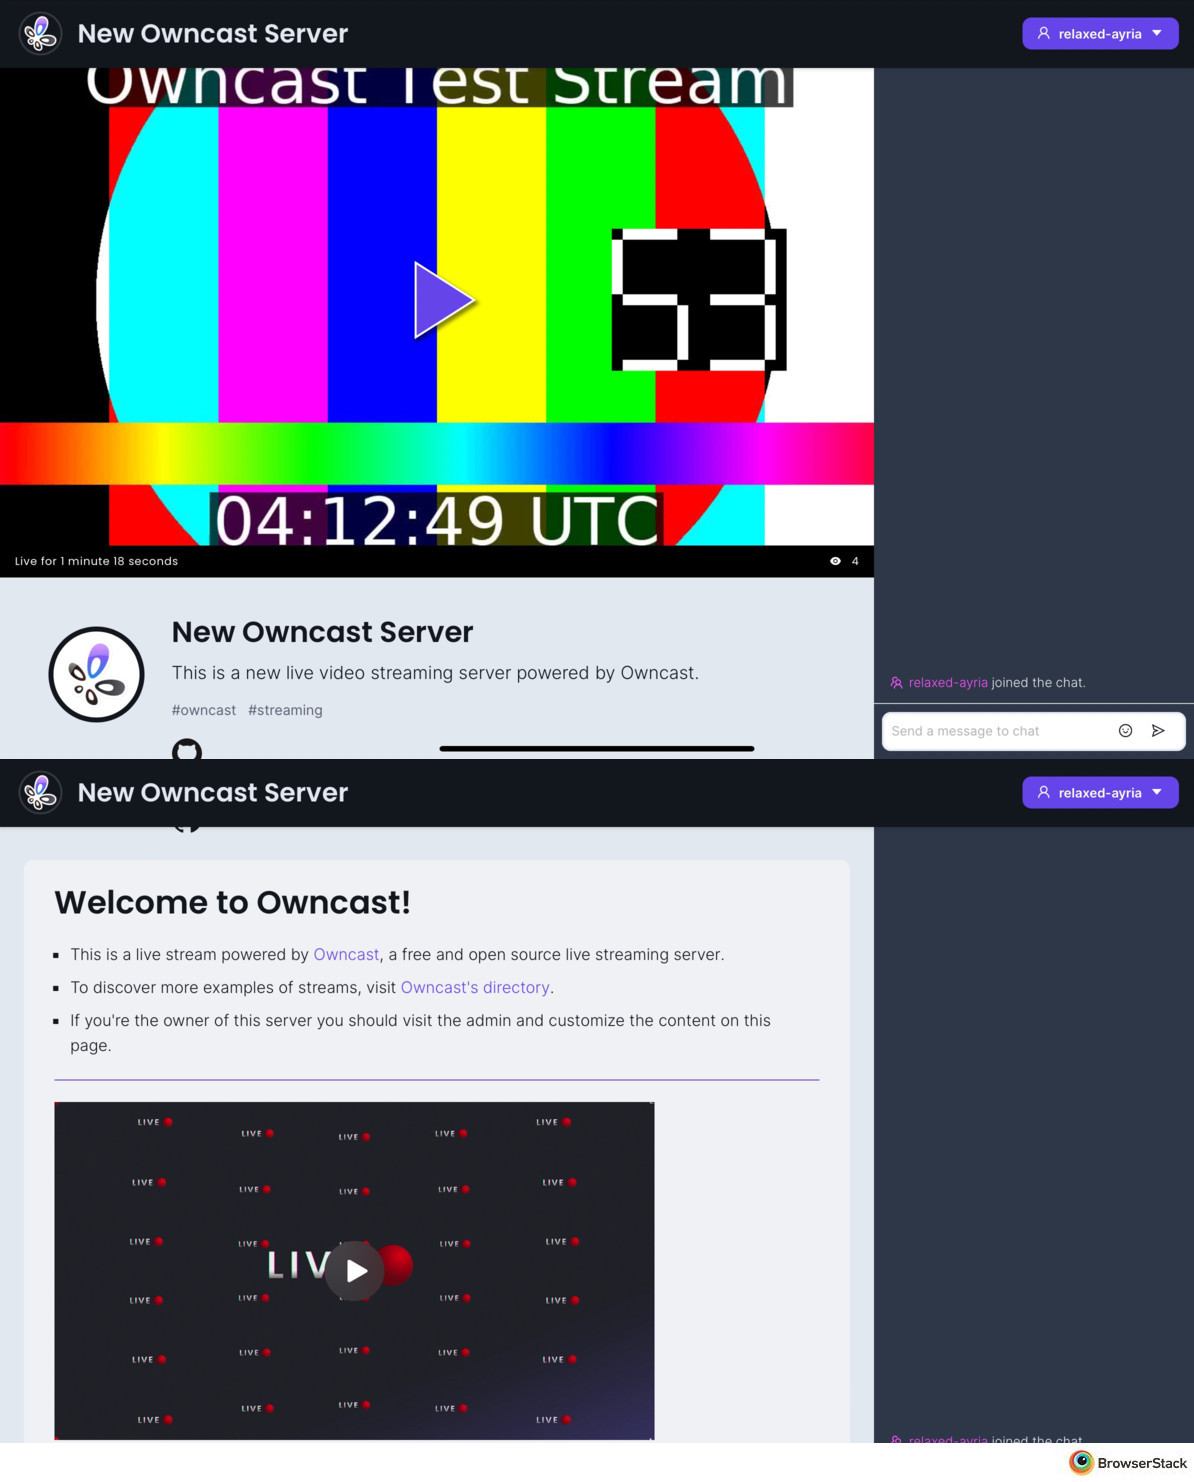 New Owncast Server
relaxed-ayria
Owncast Test Stream
53
04:12:49 UTC
Live for 1 minute 18 seconds
4
New Owncast Server
This is a new live video streaming server powered by Owncast.
#owncast #streaming
relaxed-ayria joined the chat.
Send a message to chat
New Owncast Server
relaxed-ayria
Welcome to Owncast!
This is a live stream powered by Owncast, a free and open source live streaming server.
To discover more examples of streams, visit Owncast's directory.
If you're the owner of this server you should visit the admin and customize the content on this
page.
LIVE LIVE LIVE LIVE LIVE
LIVE LIVE LIVE LIVE LIVE
LIVE LIVE LIVE LIVE
LIV
LIVE LIVE LIVE LIVE
LIVE LIVE LIVE LIVE LIVE
LIVE LIVE LIVE LIVE LIVE
relaxed-ayria joined the chat
BrowserStack